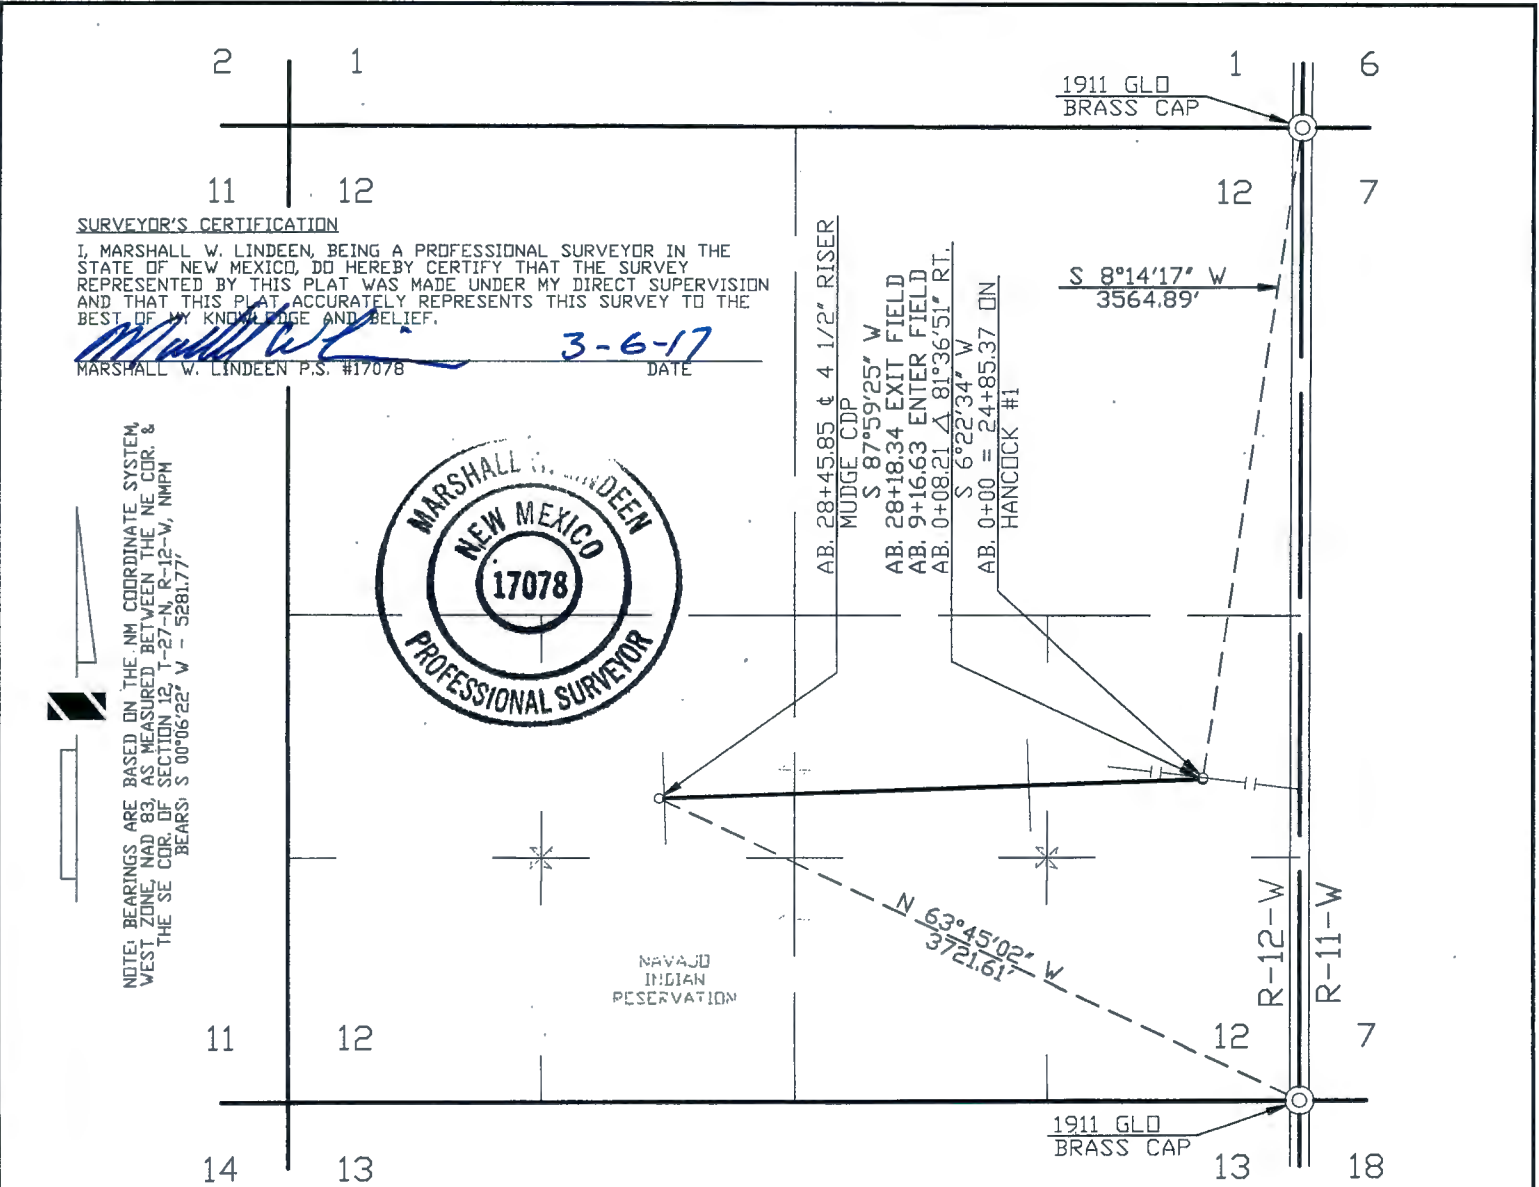 2 1 1 6
1911 GLO
BRASS CAP
11 12 12 7
SURVEYOR'S CERTIFICATION
I, MARSHALL W. LINDEEN, BEING A PROFESSIONAL SURVEYOR IN THE
STATE OF NEW MEXICO, DO HEREBY CERTIFY THAT THE SURVEY
REPRESENTED BY THIS PLAT WAS MADE UNDER MY DIRECT SUPERVISION
AND THAT THIS PLAT ACCURATELY REPRESENTS THIS SURVEY TO THE
BEST OF MY KNOWLEDGE AND BELIEF.
3-6-17
MARSHALL W. LINDEEN P.S. #17078 DATE
S 8°14'17" W
3564.89'
AB. 28+45.85 ¢ 4 1/2" RISER
MUDGE CDP
S 87°59'25" W
AB. 28+18.34 EXIT FIELD
AB. 9+16.63 ENTER FIELD
AB. 0+08.21 △ 81°36'51" RT.
S 6°22'34" W
AB. 0+00 = 24+85.37 ON
HANCOCK #1
MARSHALL W. LINDEEN
NEW MEXICO
17078
PROFESSIONAL SURVEYOR
NOTE: BEARINGS ARE BASED ON THE NM COORDINATE SYSTEM,
WEST ZONE, NAD 83, AS MEASURED BETWEEN THE NE COR. &
THE SE COR. OF SECTION 12, T-27-N, R-12-W, NMPM
BEARS: S 00°06'22" W - 5281.77'
N 63°45'02" W
3721.61'
NAVAJO
INDIAN
RESERVATION
R-12-W
R-11-W
11 12 12 7
1911 GLO
BRASS CAP
14 13 13 18